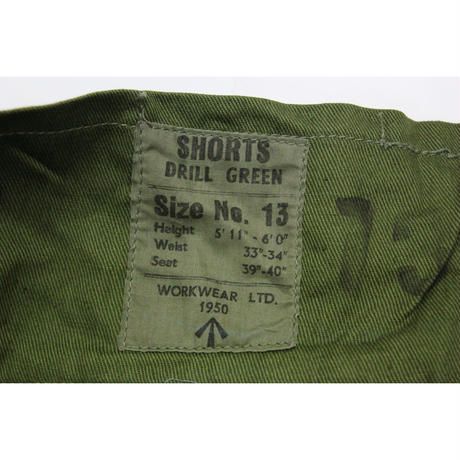 SHORTS
DRILL GREEN
Size No. 13
Height 5' 11" - 6' 0"
Weist 33"-34"
Seat 39"-40"
WORKWEAR LTD.
1950
13